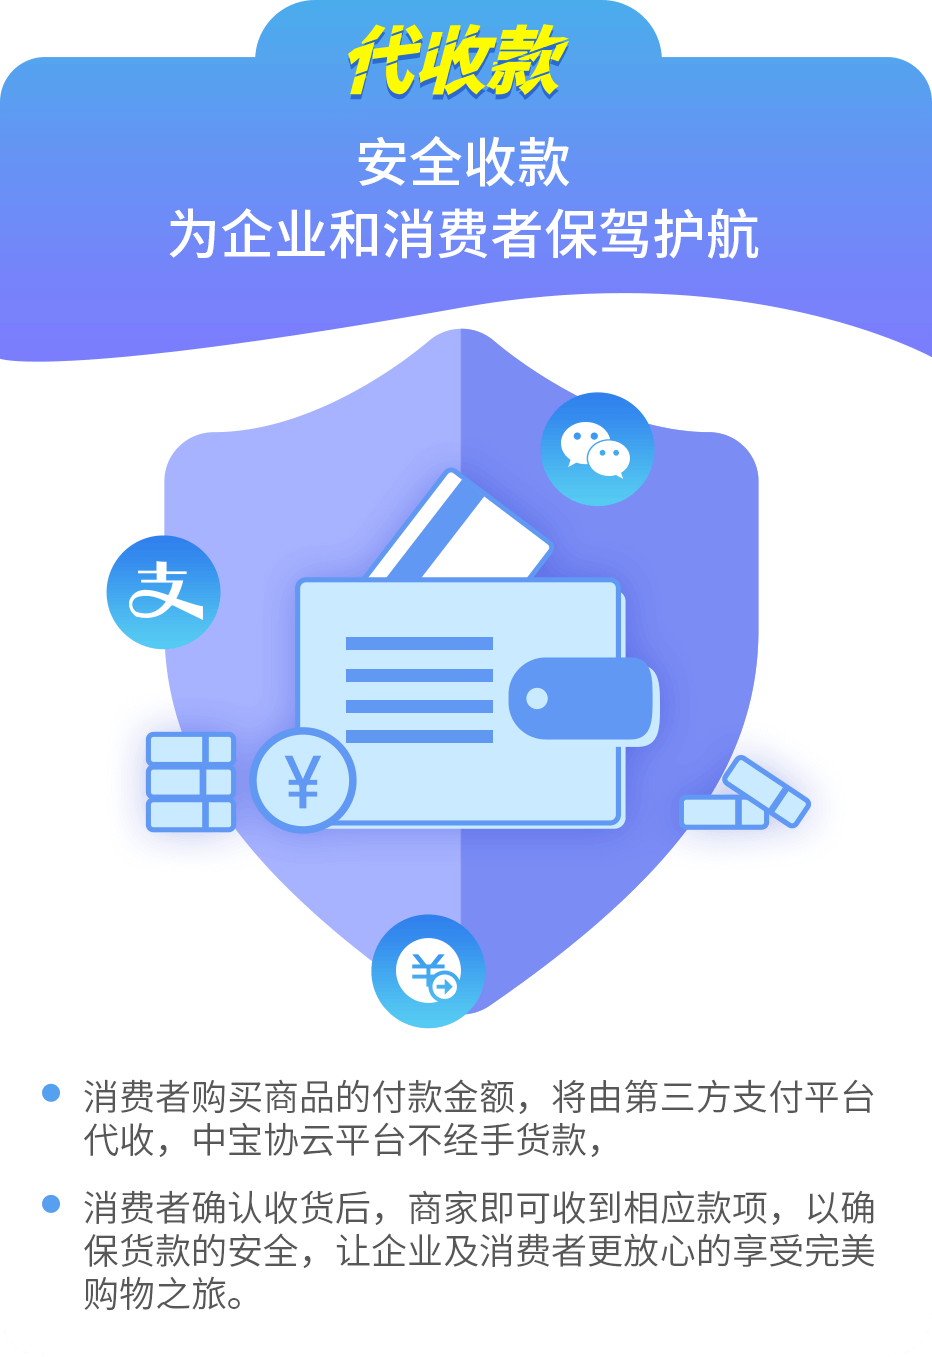 代收款
安全收款
为企业和消费者保驾护航
支
¥
¥
消费者购买商品的付款金额，将由第三方支付平台
代收，中宝协云平台不经手货款，
消费者确认收货后，商家即可收到相应款项，以确
保货款的安全，让企业及消费者更放心的享受完美
购物之旅。